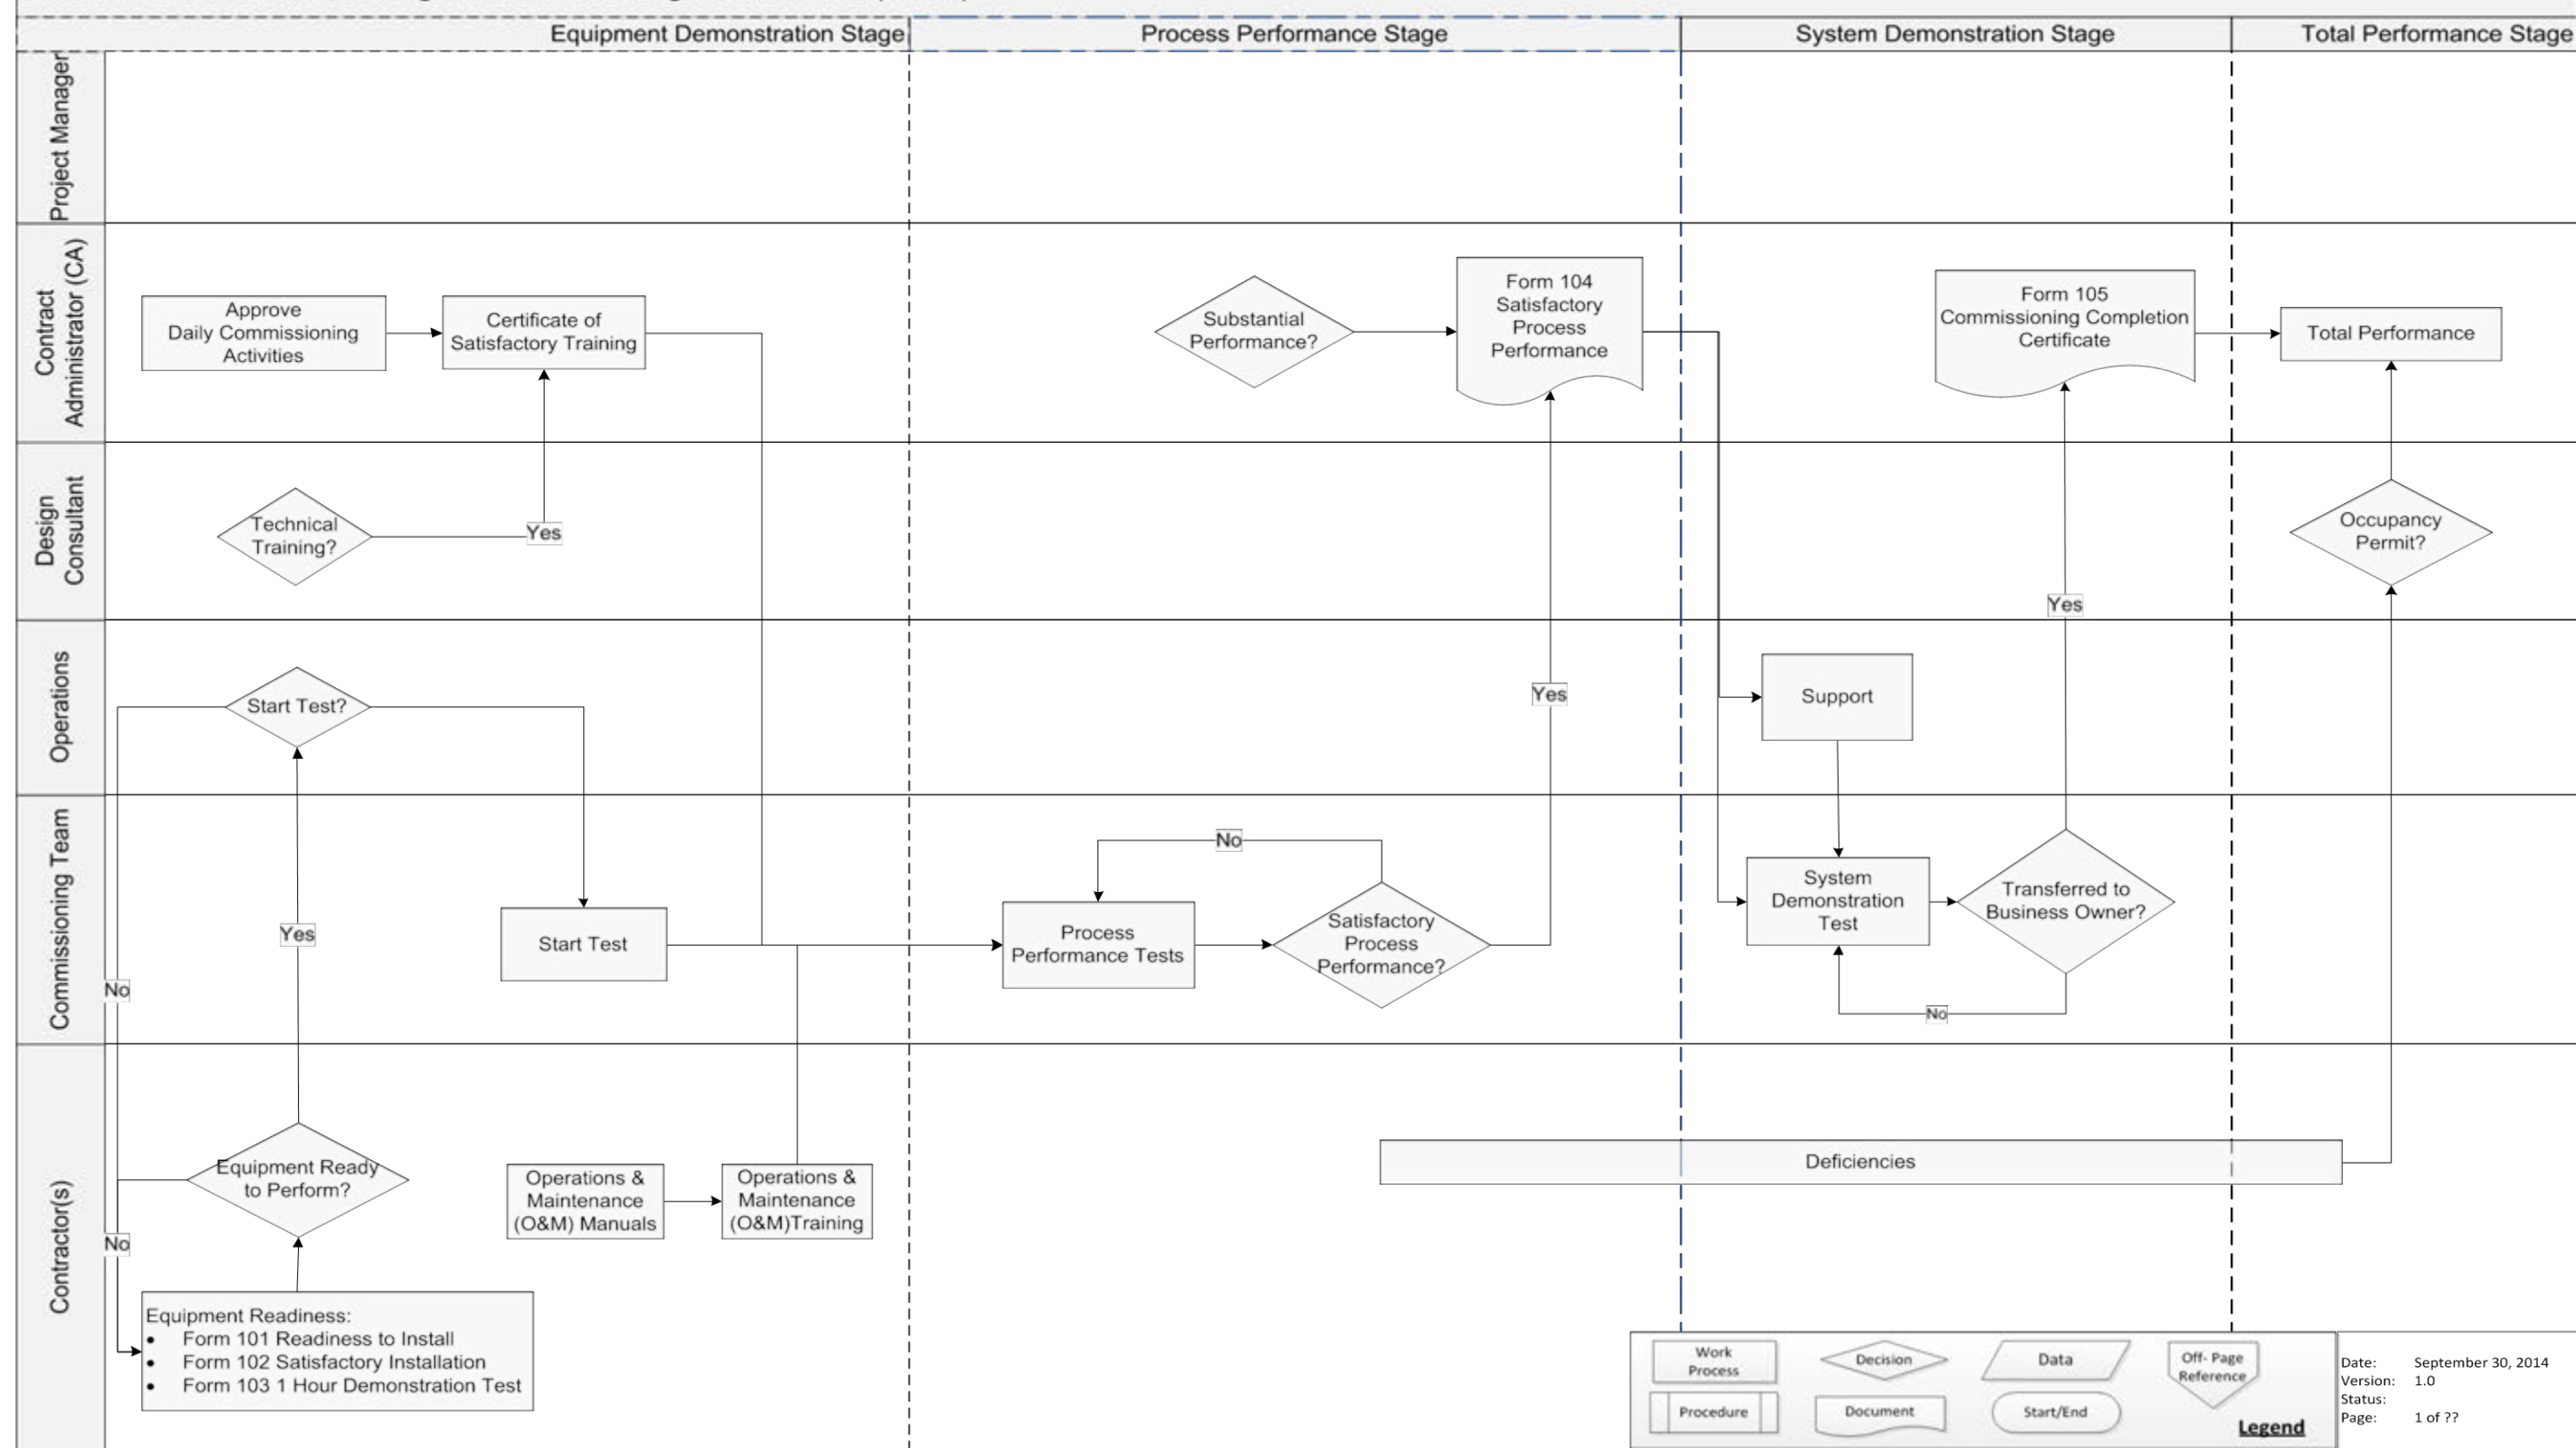 Equipment Demonstration Stage
Process Performance Stage
System Demonstration Stage
Total Performance Stage
Project Manager
Contract
Administrator (CA)
Approve
Daily Commissioning
Activities
Certificate of
Satisfactory Training
Substantial
Performance?
Form 104
Satisfactory
Process
Performance
Form 105
Commissioning Completion
Certificate
Total Performance
Design
Consultant
Technical
Training?
Yes
Yes
Occupancy
Permit?
Operations
Start Test?
Yes
Support
Commissioning Team
Yes
No
Start Test
No
Process
Performance Tests
Satisfactory
Process
Performance?
System
Demonstration
Test
Transferred to
Business Owner?
No
Contractor(s)
Equipment Ready
to Perform?
No
Operations &
Maintenance
(O&M) Manuals
Operations &
Maintenance
(O&M)Training
Deficiencies
Equipment Readiness:
• Form 101 Readiness to Install
• Form 102 Satisfactory Installation
• Form 103 1 Hour Demonstration Test
Work
Process
Decision
Data
Off- Page
Reference
Procedure
Document
Start/End
Legend
Date: September 30, 2014
Version: 1.0
Status:
Page: 1 of ??